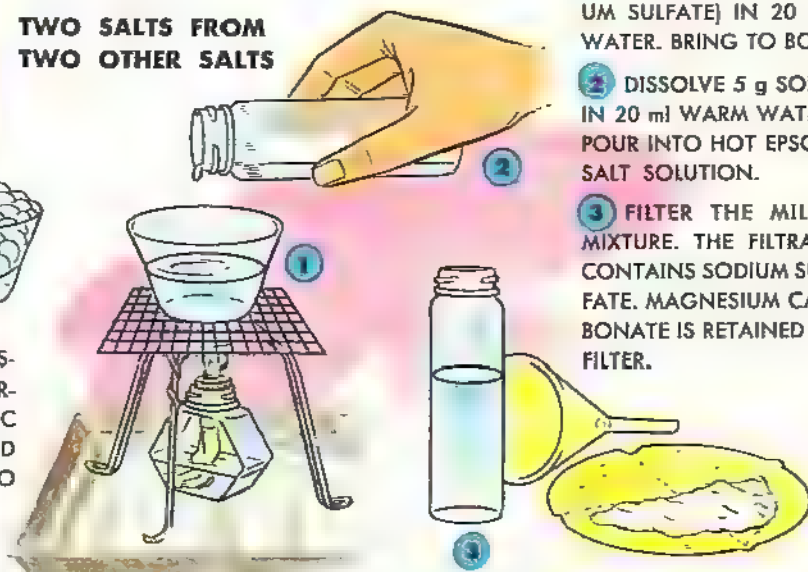 TWO SALTS FROM
TWO OTHER SALTS
UM SULFATE) IN 20
WATER. BRING TO BO
2 DISSOLVE 5 g SO
IN 20 ml WARM WAT
POUR INTO HOT EPSO
SALT SOLUTION.
3 FILTER THE MIL
MIXTURE. THE FILTRA
CONTAINS SODIUM S
FATE. MAGNESIUM CA
BONATE IS RETAINED
FILTER.
2
1
S-
R-
C
D
O
3